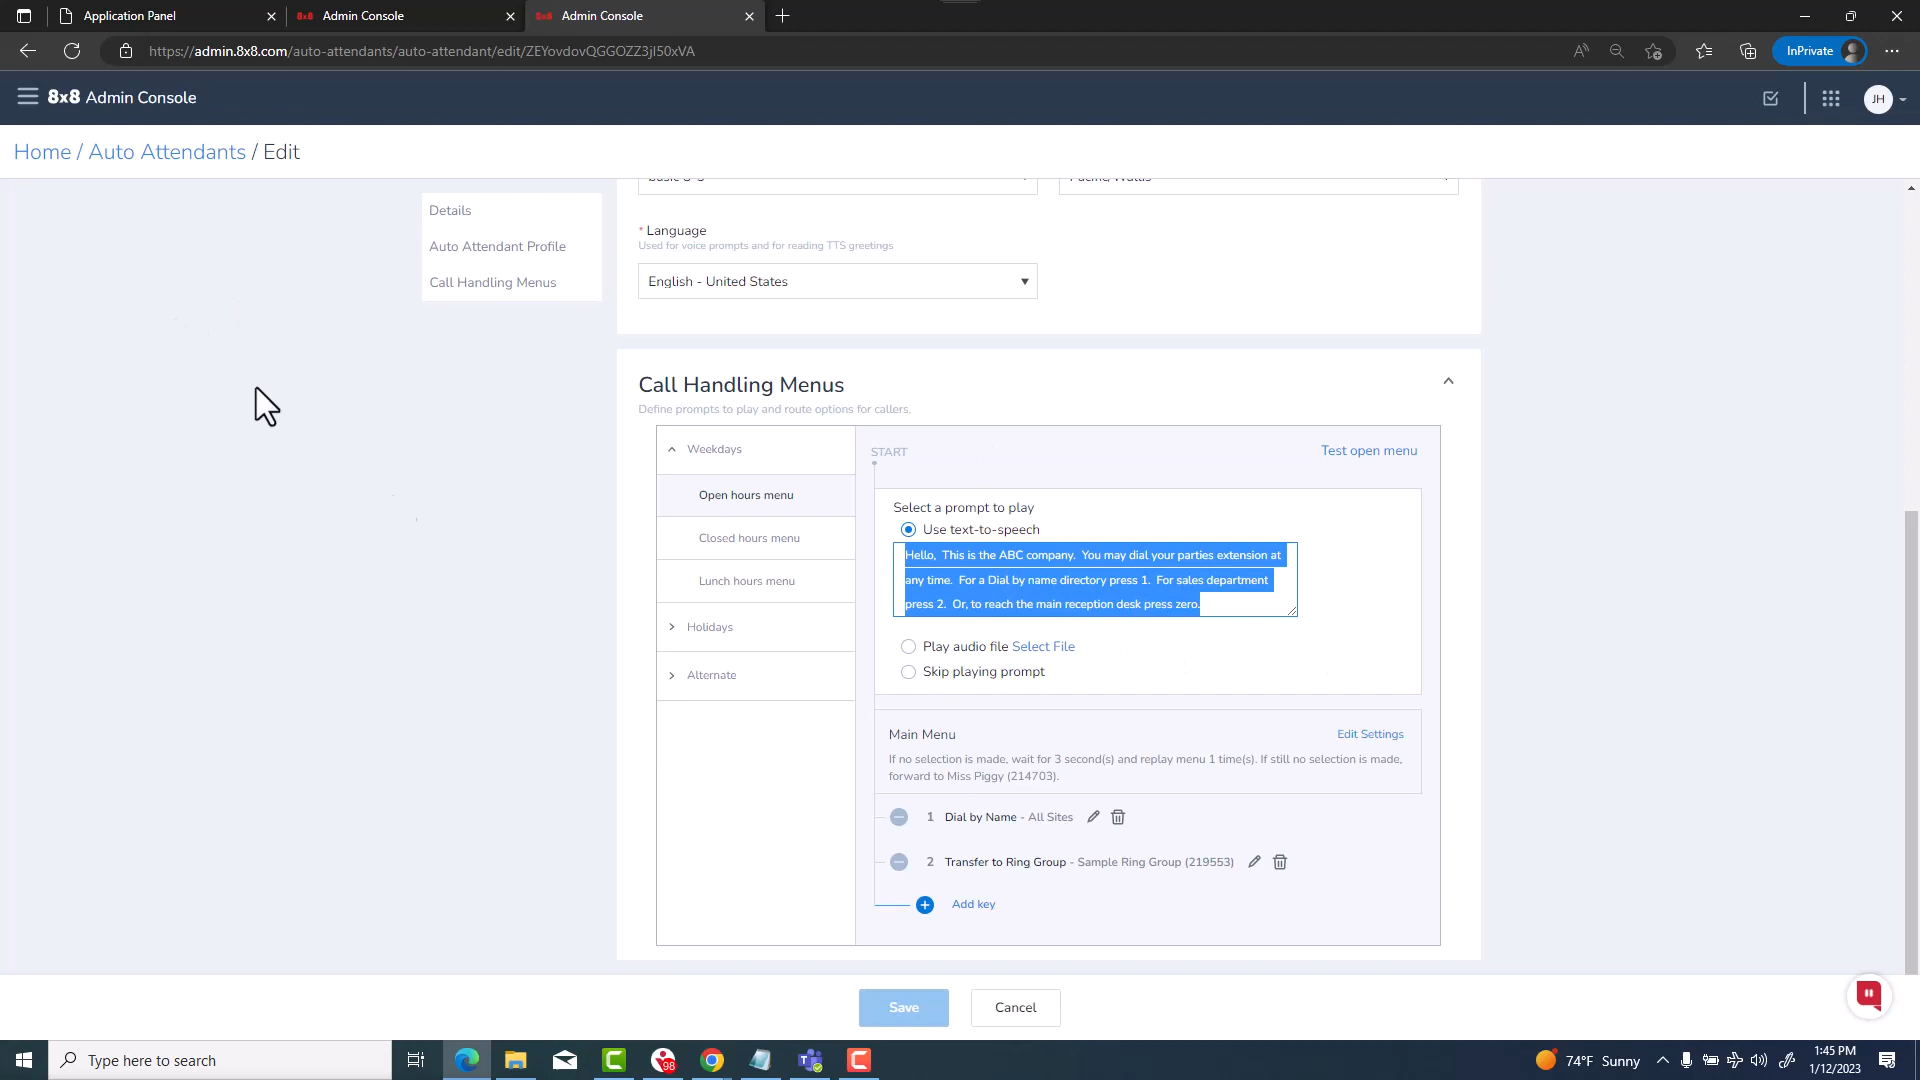 Application Panel
8x8 Admin Console
8x8 Admin Console
https://admin.8x8.com/auto-attendants/auto-attendant/edit/ZEYovdovQGGOZZ3jI50xVA
InPrivate
8x8 Admin Console
JH
Home / Auto Attendants / Edit
Details
Auto Attendant Profile
Call Handling Menus
* Language
Used for voice prompts and for reading TTS greetings
English - United States
Call Handling Menus
Define prompts to play and route options for callers.
Weekdays
Open hours menu
Closed hours menu
Lunch hours menu
Holidays
Alternate
START
Test open menu
Select a prompt to play
Use text-to-speech
Hello, This is the ABC company. You may dial your parties extension at
any time. For a Dial by name directory press 1. For sales department
press 2. Or, to reach the main reception desk press zero.
Play audio file Select File
Skip playing prompt
Main Menu
Edit Settings
If no selection is made, wait for 3 second(s) and replay menu 1 time(s). If still no selection is made,
forward to Miss Piggy (214703).
1 Dial by Name - All Sites
2 Transfer to Ring Group - Sample Ring Group (219553)
Add key
Save
Cancel
Type here to search
98
74°F Sunny
1:45 PM
1/12/2023